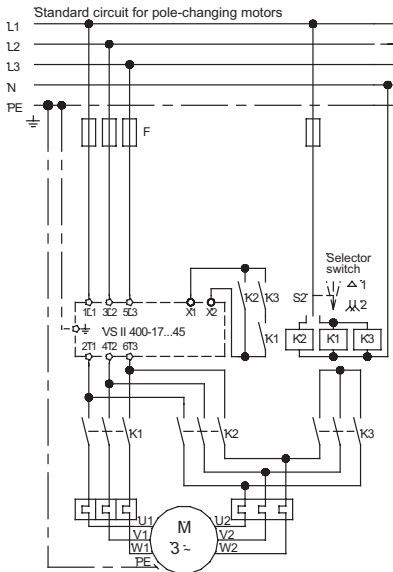 Standard circuit for pole-changing motors
L1
L2
L3
N
PE
F
Selector
switch
S2
1
2
K2 K3
K1
X1 X2
1L1 3L2 5L3
VS II 400-17...45
2T1 4T2 6T3
K2 K1 K3
K1 K2 K3
U1 M U2
V1 3 ~ V2
W1 W2
PE